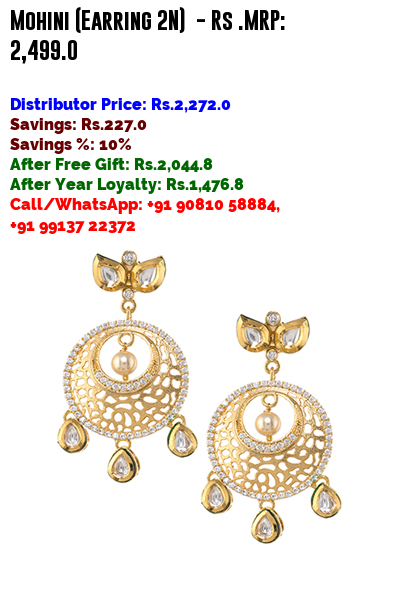 Mohini (Earring 2N) - Rs .MRP:
2,499.0
Distributor Price: Rs.2,272.0
Savings: Rs.227.0
Savings %: 10%
After Free Gift: Rs.2,044.8
After Year Loyalty: Rs.1,476.8
Call/WhatsApp: +91 90810 58884,
+91 99137 22372